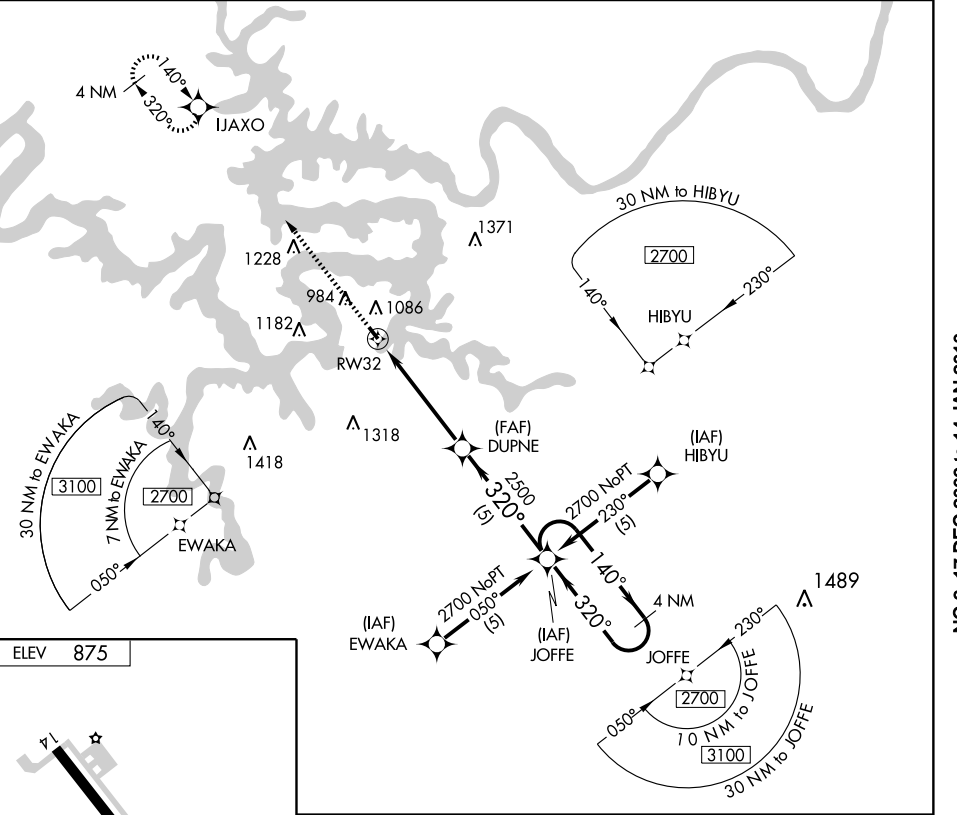 4 NM
140°
320°
IJAXO
1371
1228
984
1086
1182
RW32
1318
1418
30 NM to HIBYU
2700
140°
230°
HIBYU
30 NM to EWAKA
3100
7 NM to EWAKA
2700
140°
050°
EWAKA
(FAF)
DUPNE
2500
320°
(5)
(IAF)
HIBYU
2700 NoPT
230°
(5)
2700 NoPT
050°
(5)
(IAF)
EWAKA
(IAF)
JOFFE
140°
320°
4 NM
1489
JOFFE
230°
050°
2700
10 NM to JOFFE
3100
30 NM to JOFFE
ELEV 875
14